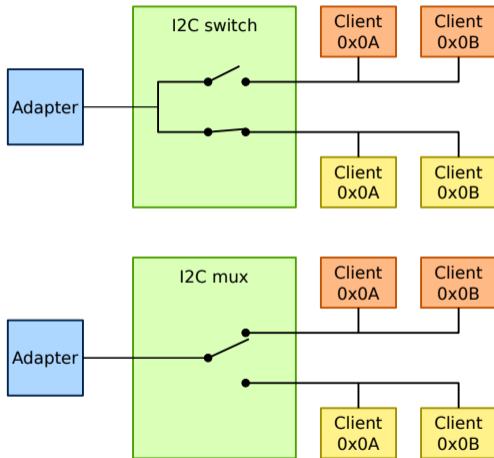 I2C switch
Client
0x0A
Client
0x0B
Adapter
Client
0x0A
Client
0x0B
I2C mux
Client
0x0A
Client
0x0B
Adapter
Client
0x0A
Client
0x0B